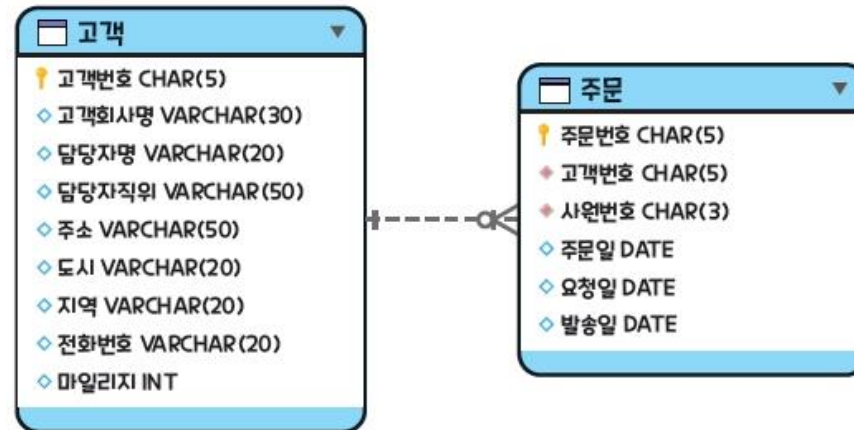 고객
고객번호 CHAR(5)
고객회사명 VARCHAR(30)
담당자명 VARCHAR(20)
담당자직위 VARCHAR(50)
주소 VARCHAR(50)
도시 VARCHAR(20)
지역 VARCHAR(20)
전화번호 VARCHAR(20)
마일리지 INT
주문
주문번호 CHAR(5)
고객번호 CHAR(5)
사원번호 CHAR(3)
주문일 DATE
요청일 DATE
발송일 DATE